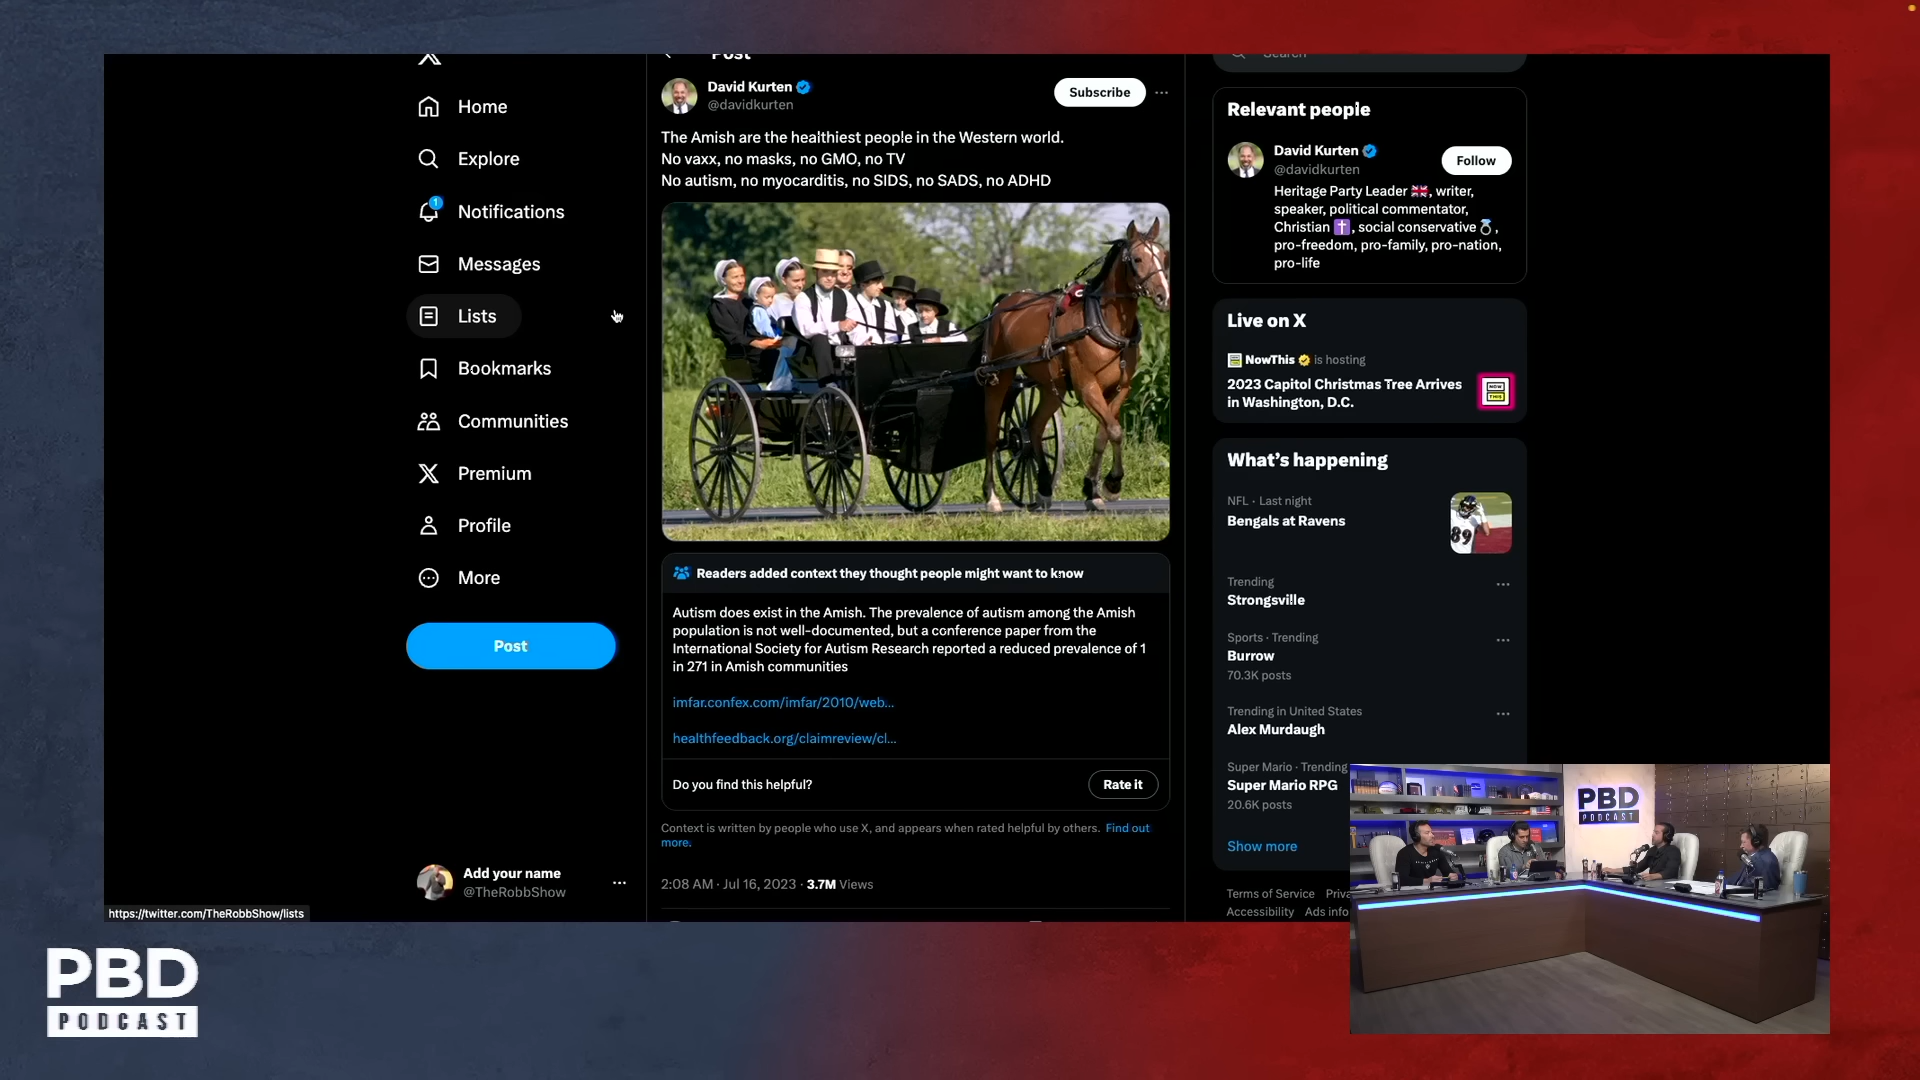 Home
Explore
1
Notifications
Messages
Lists
Bookmarks
Communities
Premium
Profile
More
Post
Add your name
@TheRobbShow
https://twitter.com/TheRobbShow/lists
Post
David Kurten
@davidkurten
Subscribe
The Amish are the healthiest people in the Western world.
No vaxx, no masks, no GMO, no TV
No autism, no myocarditis, no SIDS, no SADS, no ADHD
Readers added context they thought people might want to know
Autism does exist in the Amish. The prevalence of autism among the Amish
population is not well-documented, but a conference paper from the
International Society for Autism Research reported a reduced prevalence of 1
in 271 in Amish communities
imfar.confex.com/imfar/2010/web...
healthfeedback.org/claimreview/cl...
Do you find this helpful?
Rate it
Context is written by people who use X, and appears when rated helpful by others. Find out
more.
2:08 AM · Jul 16, 2023 · 3.7M Views
Search
Relevant people
David Kurten
@davidkurten
Follow
Heritage Party Leader 🇬🇧, writer,
speaker, political commentator,
Christian ✝️, social conservative 💍,
pro-freedom, pro-family, pro-nation,
pro-life
Live on X
NowThis is hosting
2023 Capitol Christmas Tree Arrives
in Washington, D.C.
NOW
THIS
What's happening
NFL · Last night
Bengals at Ravens
89
Trending
Strongsville
Sports · Trending
Burrow
70.3K posts
Trending in United States
Alex Murdaugh
Super Mario · Trending
Super Mario RPG
20.6K posts
Show more
Terms of Service
Accessibility Ads info
PBD
PODCAST
PBD
PODCAST